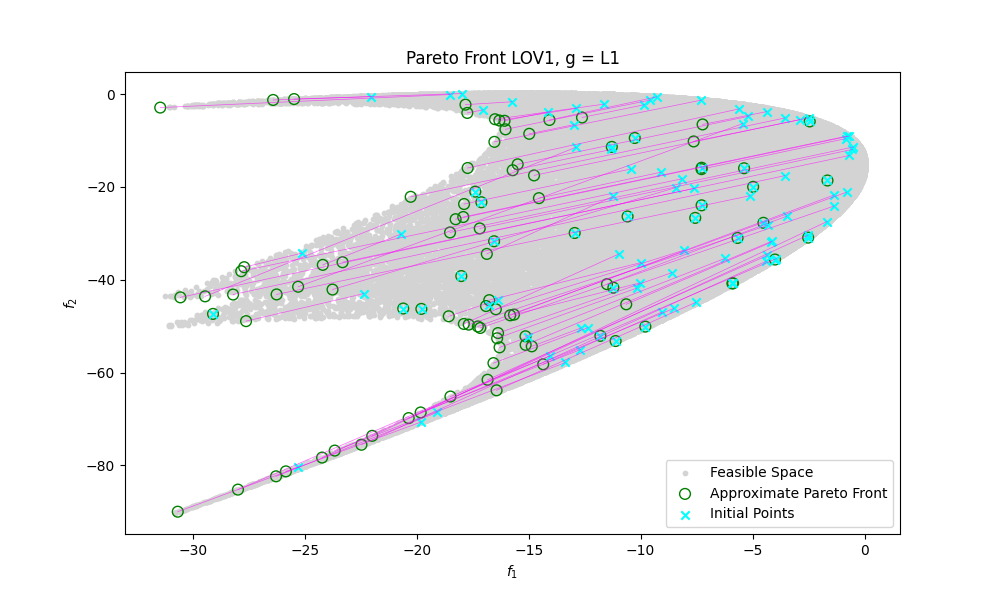 Pareto Front LOV1, g = L1
0
−20
−40
−60
−80
f₂
−30
−25
−20
−15
−10
−5
0
f₁
Feasible Space
Approximate Pareto Front
Initial Points